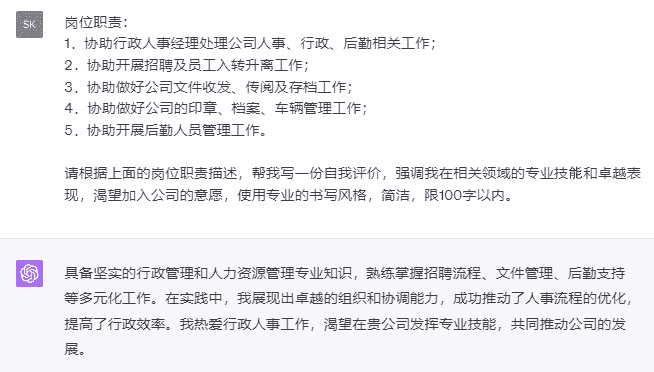 SK
岗位职责：
1．协助行政人事经理处理公司人事、行政、后勤相关工作；
2．协助开展招聘及员工入转升离工作；
3．协助做好公司文件收发、传阅及存档工作；
4．协助做好公司的印章、档案、车辆管理工作；
5．协助开展后勤人员管理工作。
请根据上面的岗位职责描述，帮我写一份自我评价，强调我在相关领域的专业技能和卓越表
现，渴望加入公司的意愿，使用专业的书写风格，简洁，限100字以内。
具备坚实的行政管理和人力资源管理专业知识，熟练掌握招聘流程、文件管理、后勤支持
等多元化工作。在实践中，我展现出卓越的组织和协调能力，成功推动了人事流程的优化，
提高了行政效率。我热爱行政人事工作，渴望在贵公司发挥专业技能，共同推动公司的发
展。